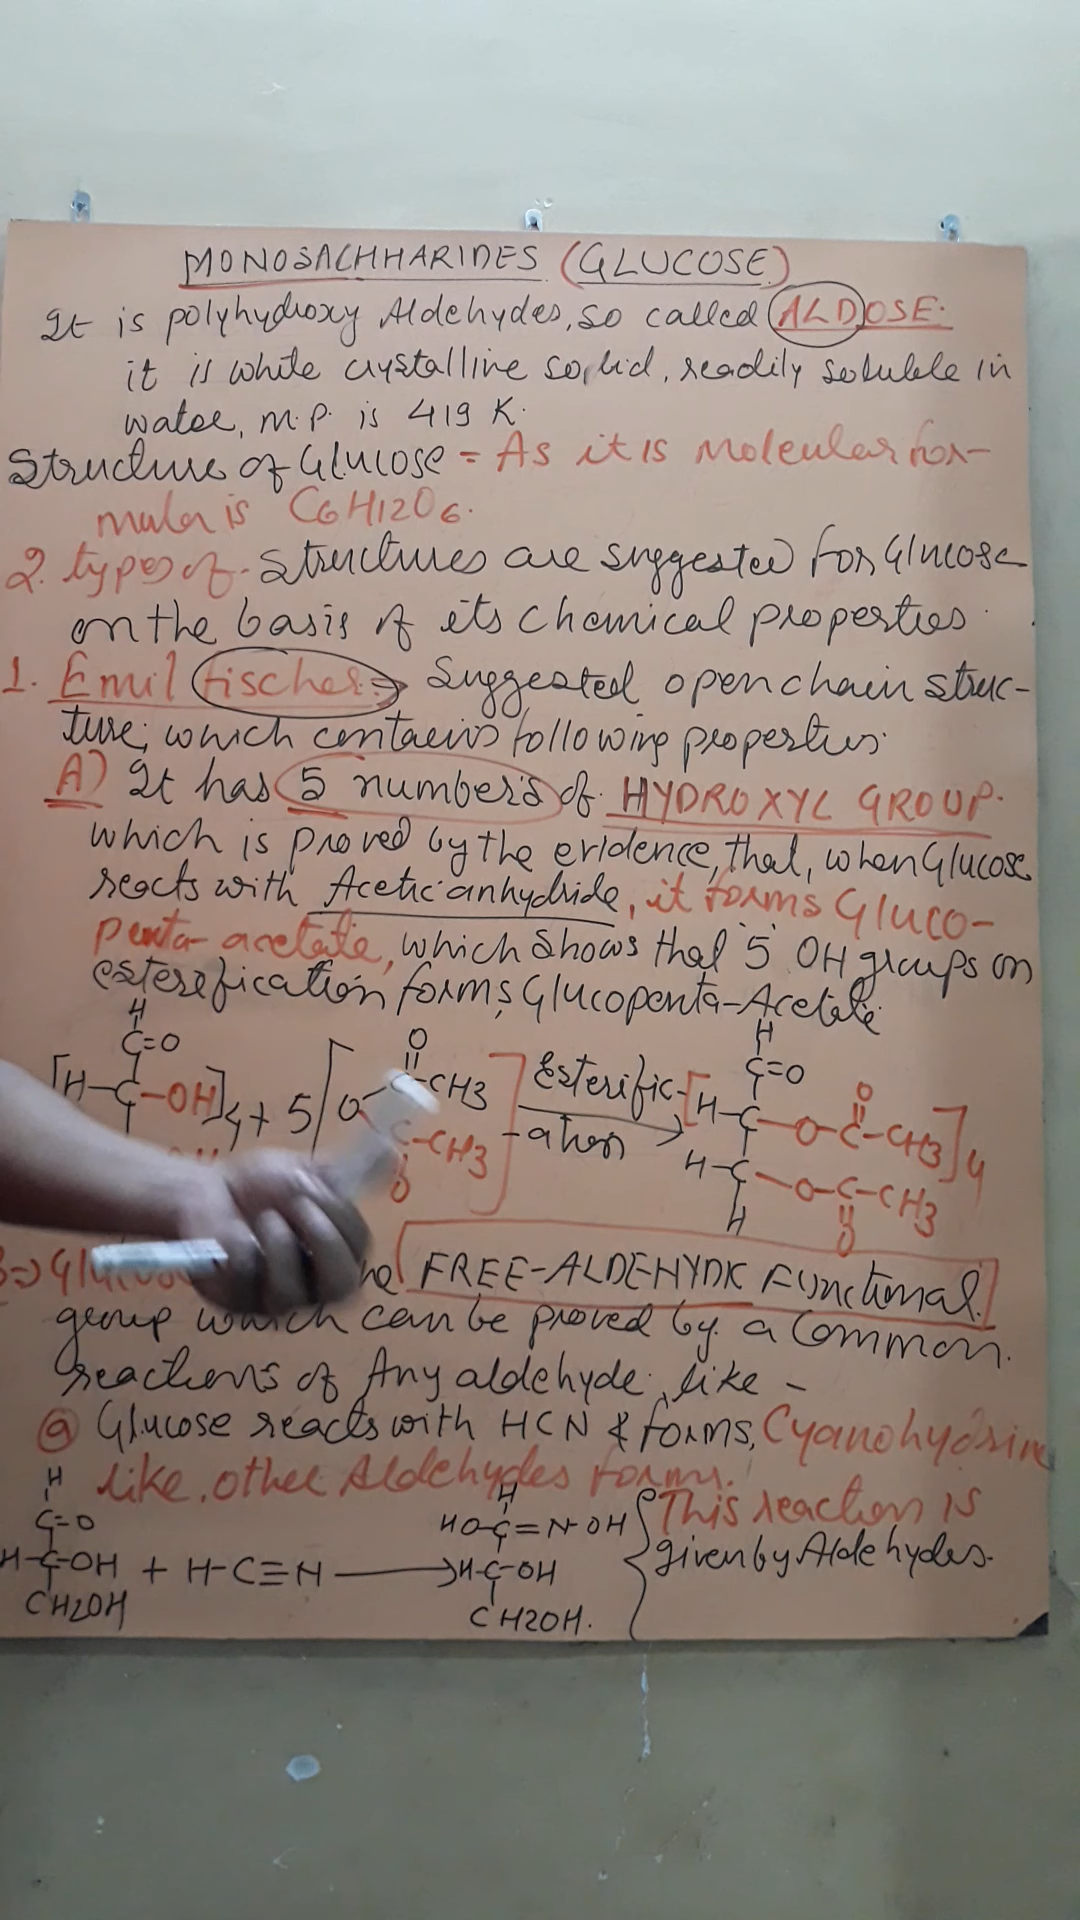 MONOSACHHARIDES (GLUCOSE)
It is polyhydroxy Aldehydes, so called ALDOSE.
it is white crystalline solid, readily soluble in
water, m.p. is 419 K.
Structure of Glucose = As it is Molecular for-
mula is C6H12O6.
2. types of. Structures are suggested for Glucose
on the basis of its chemical properties.
1. Emil fischer → Suggested open chain struc-
ture, which contains following properties.
A) It has 5 numbers of HYDROXYL GROUP.
which is proved by the evidence, that, when Glucose
reacts with Acetic anhydride, it forms Gluco-
penta-acetate, which shows that '5' OH groups on
esterification forms, Glucopenta-Acetate
H
C=O
[H-C-OH]4 + 5 [O C-CH3
O
C-CH3
O
] Esterific-
ation
H
C=O
[H-C-O-C-CH3]4
O
H-C-O-C-CH3
H O
FREE-ALDEHYDE Functional.
group which can be proved by a Common.
reactions of Any aldehyde, like -
a Glucose reacts with HCN & forms, Cyanohydrin
like, other Aldehydes forms.
H
C=O
H-C-OH + H-C≡N → H-C-OH
CH2OH
H
HO-C=N-OH
CH2OH.
{ This reaction is
given by Aldehydes.